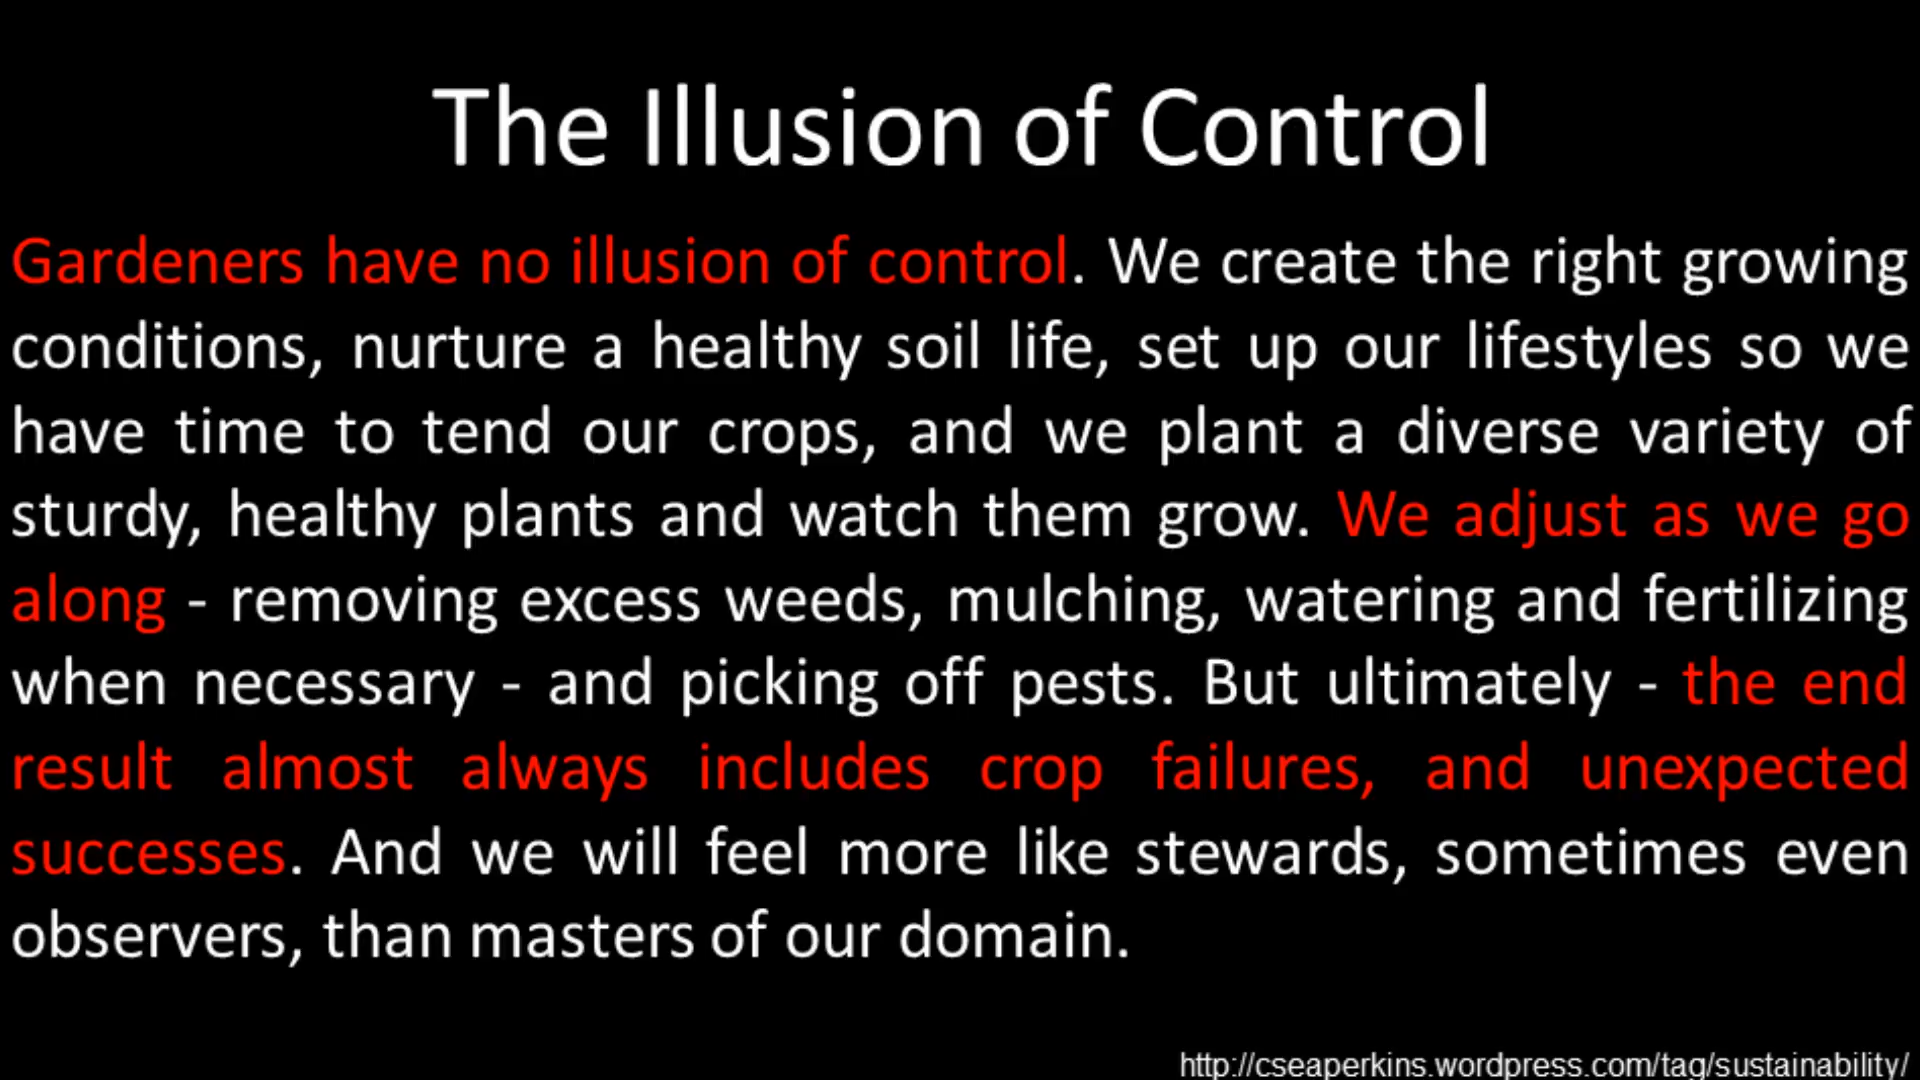 The Illusion of Control
Gardeners have no illusion of control. We create the right growing
conditions, nurture a healthy soil life, set up our lifestyles so we
have time to tend our crops, and we plant a diverse variety of
sturdy, healthy plants and watch them grow. We adjust as we go
along - removing excess weeds, mulching, watering and fertilizing
when necessary - and picking off pests. But ultimately - the end
result almost always includes crop failures, and unexpected
successes. And we will feel more like stewards, sometimes even
observers, than masters of our domain.
http://cseaperkins.wordpress.com/tag/sustainability/